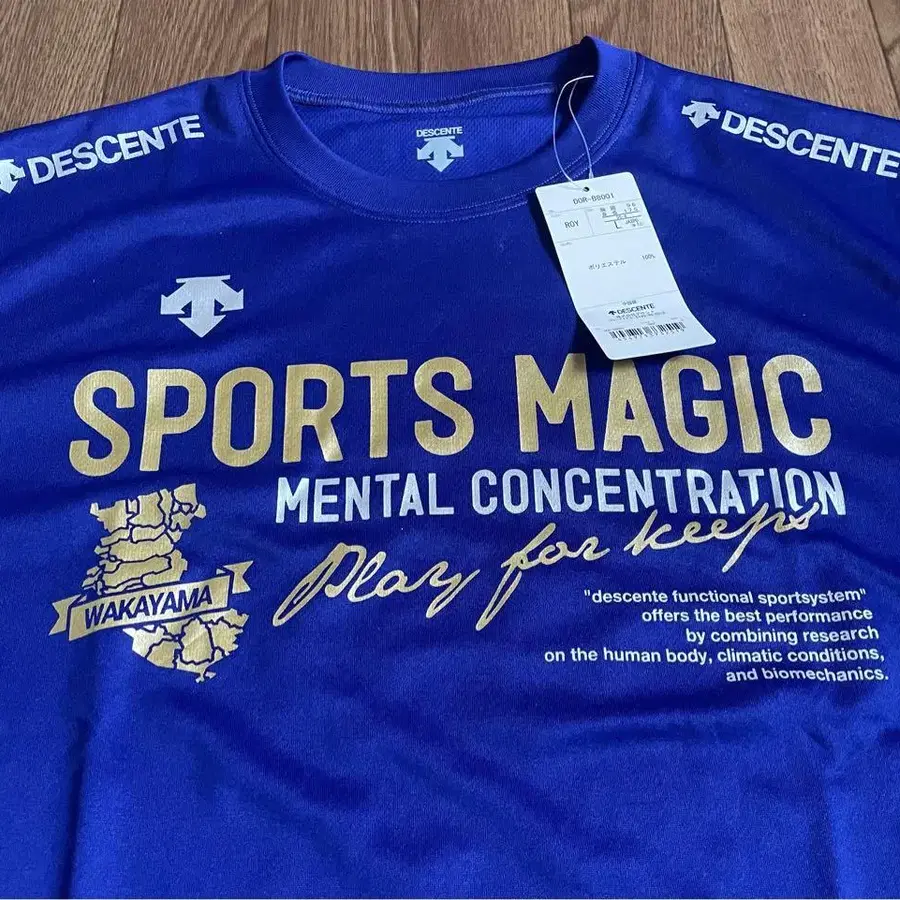 DESCENTE
DESCENTE
DESCENTE
DOR-B8001
ROY
L
ポリエステル 100%
DESCENTE
SPORTS MAGIC
MENTAL CONCENTRATION
Play for keeps
WAKAYAMA
"descente functional sportsystem"
offers the best performance
by combining research
on the human body, climatic conditions,
and biomechanics.